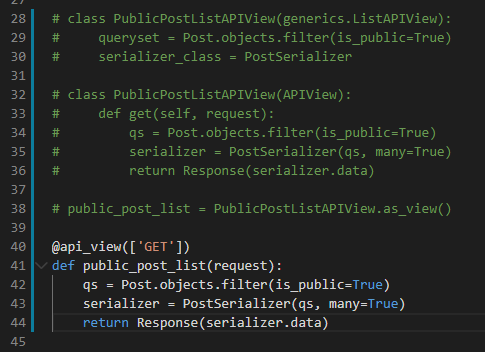 27
28 # class PublicPostListAPIView(generics.ListAPIView):
29 #     queryset = Post.objects.filter(is_public=True)
30 #     serializer_class = PostSerializer
31
32 # class PublicPostListAPIView(APIView):
33 #     def get(self, request):
34 #         qs = Post.objects.filter(is_public=True)
35 #         serializer = PostSerializer(qs, many=True)
36 #         return Response(serializer.data)
37
38 # public_post_list = PublicPostListAPIView.as_view()
39
40 @api_view(['GET'])
41 def public_post_list(request):
42     qs = Post.objects.filter(is_public=True)
43     serializer = PostSerializer(qs, many=True)
44     return Response(serializer.data)
45